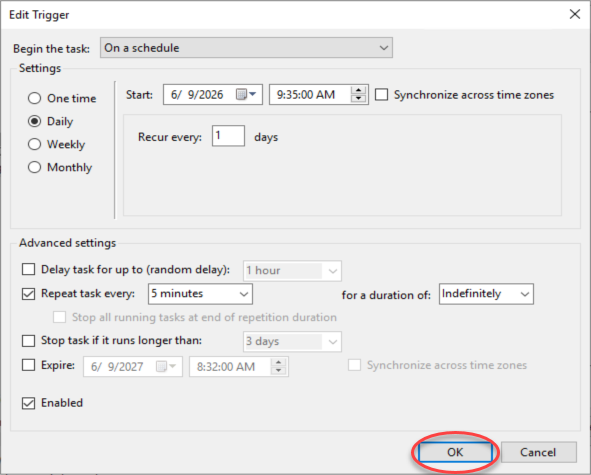 Edit Trigger
Begin the task: On a schedule
Settings
One time
Start: 6/ 9/2026 9:35:00 AM Synchronize across time zones
Daily
Recur every: 1 days
Weekly
Monthly
Advanced settings
Delay task for up to (random delay): 1 hour
Repeat task every: 5 minutes for a duration of: Indefinitely
Stop all running tasks at end of repetition duration
Stop task if it runs longer than: 3 days
Expire: 6/ 9/2027 8:32:00 AM Synchronize across time zones
Enabled
OK Cancel